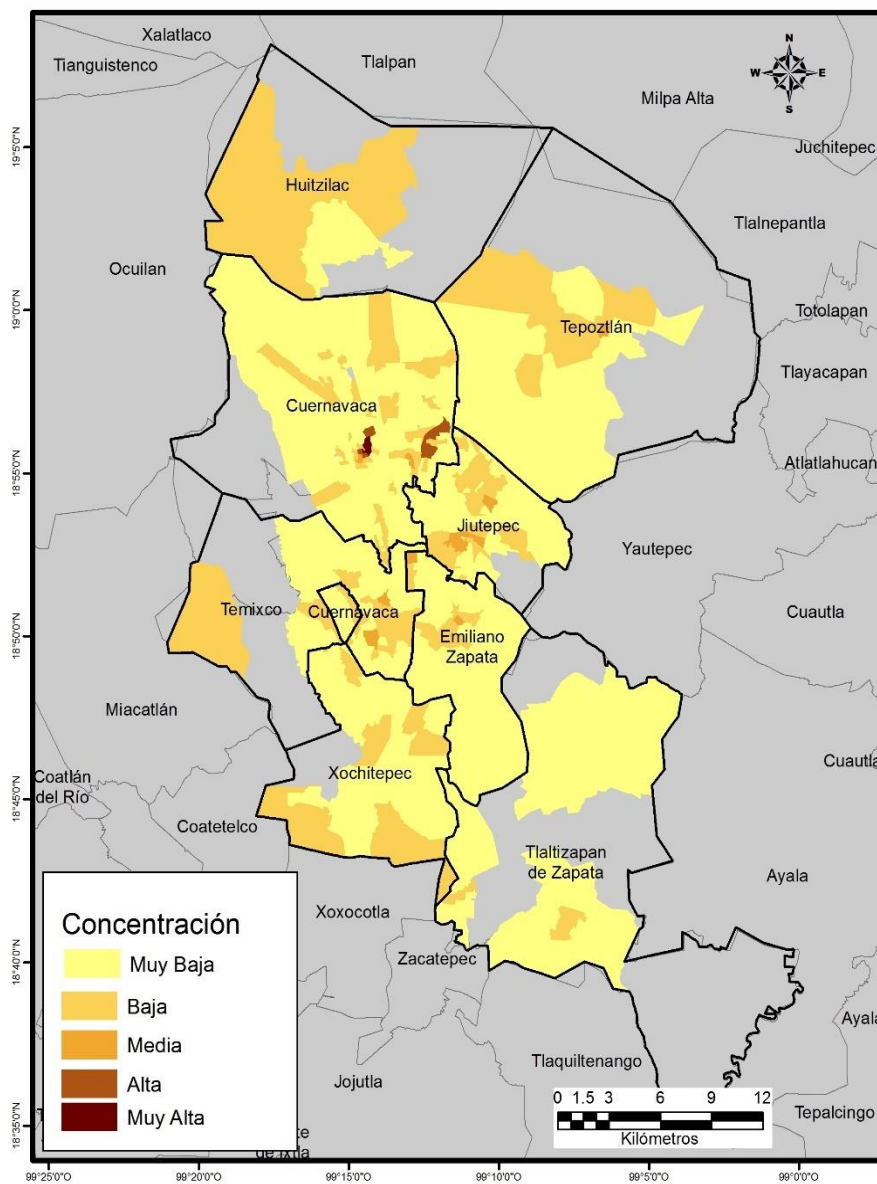 Xalatlaco
Tianguistenco
Tlalpan
N
W E
S
Milpa Alta
Juchitepec
19°5'0"N
Huitzilac
Tlalnepantla
Ocuilan
Totolapan
19°0'0"N
Tepoztlán
Tlayacapan
Cuernavaca
Atlatlahucan
18°55'0"N
Jiutepec
Yautepec
Cuautla
Temixco
Cuernavaca
18°50'0"N
Emiliano
Zapata
Miacatlán
Cuautla
Xochitepec
Coatlán
del Río
18°45'0"N
Coatetelco
Tlaltizapan
de Zapata
Ayala
Xoxocotla
Zacatepec
18°40'0"N
Ayala
Tlaquiltenango
Jojutla
Tepalcingo
18°35'0"N
te
de Ixtla
Concentración
Muy Baja
Baja
Media
Alta
Muy Alta
0 1.5 3 6 9 12
Kilómetros
99°25'0"O 99°20'0"O 99°15'0"O 99°10'0"O 99°5'0"O 99°0'0"O